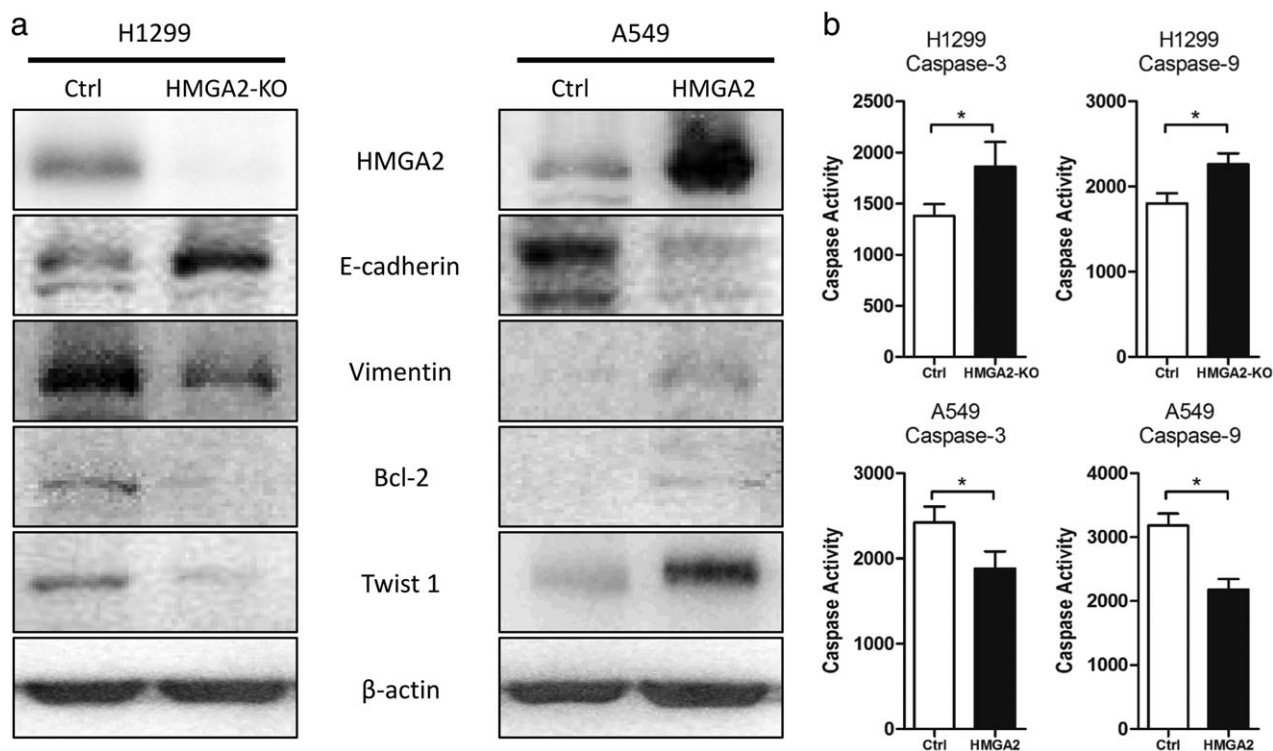 a
H1299
A549
Ctrl HMGA2-KO
Ctrl HMGA2
HMGA2
E-cadherin
Vimentin
Bcl-2
Twist 1
β-actin
b
H1299
Caspase-3
2500
2000
1500
1000
500
0
Caspase Activity
*
Ctrl HMGA2-KO
H1299
Caspase-9
3000
2000
1000
0
Caspase Activity
*
Ctrl HMGA2-KO
A549
Caspase-3
3000
2000
1000
0
Caspase Activity
*
Ctrl HMGA2
A549
Caspase-9
4000
3000
2000
1000
0
Caspase Activity
*
Ctrl HMGA2